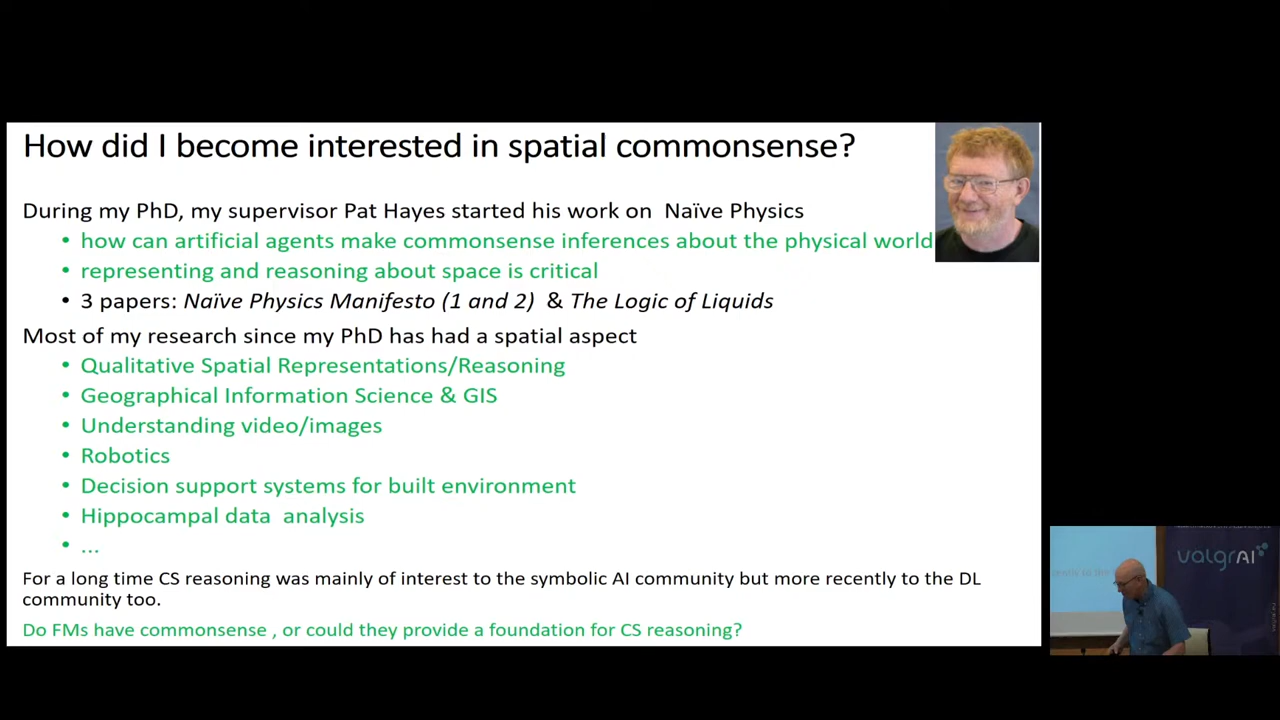 How did I become interested in spatial commonsense?
During my PhD, my supervisor Pat Hayes started his work on Naïve Physics
• how can artificial agents make commonsense inferences about the physical world
• representing and reasoning about space is critical
• 3 papers: Naïve Physics Manifesto (1 and 2) & The Logic of Liquids
Most of my research since my PhD has had a spatial aspect
• Qualitative Spatial Representations/Reasoning
• Geographical Information Science & GIS
• Understanding video/images
• Robotics
• Decision support systems for built environment
• Hippocampal data analysis
• ...
For a long time CS reasoning was mainly of interest to the symbolic AI community but more recently to the DL
community too.
Do FMs have commonsense , or could they provide a foundation for CS reasoning?
valgrAI